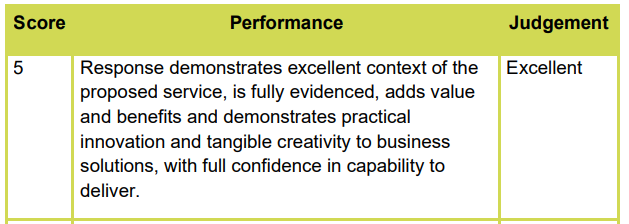 Score Performance Judgement
5 Response demonstrates excellent context of the Excellent
proposed service, is fully evidenced, adds value
and benefits and demonstrates practical
innovation and tangible creativity to business
solutions, with full confidence in capability to
deliver.